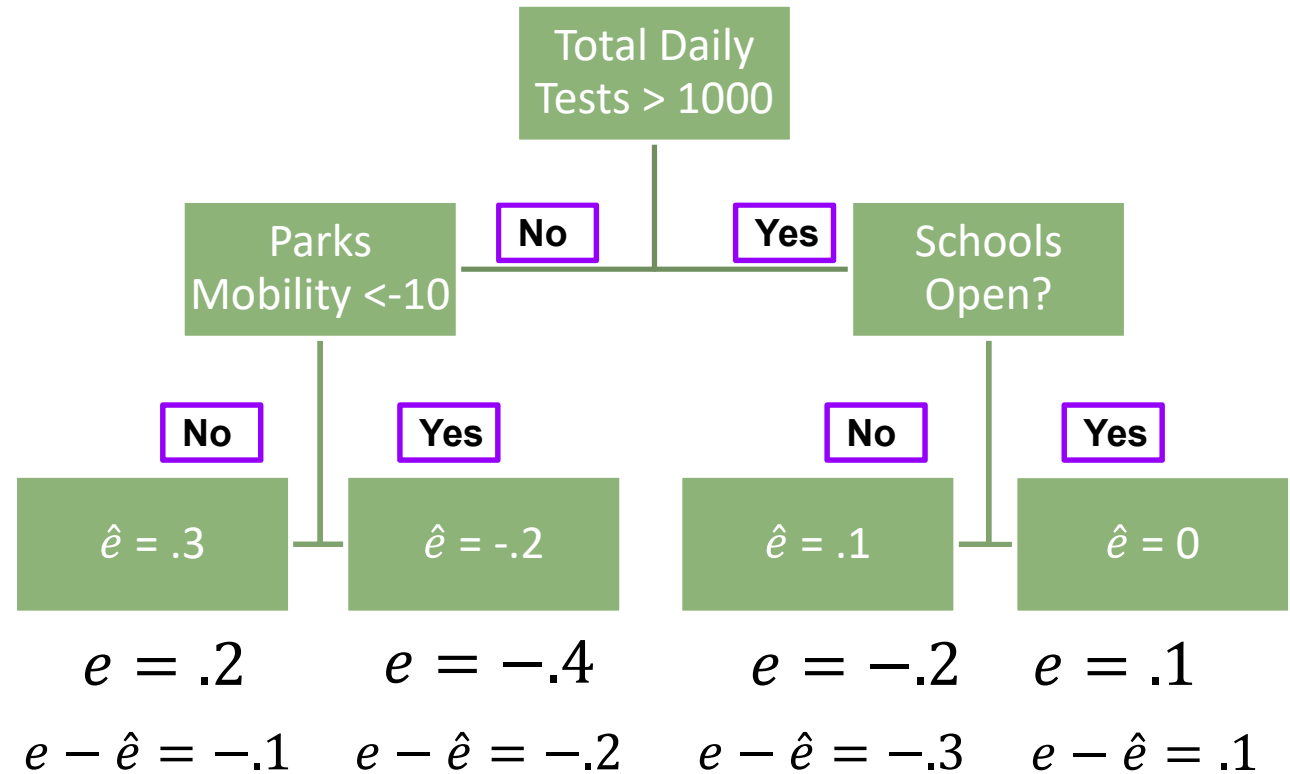 Total Daily
Tests > 1000
No
Yes
Parks
Mobility <-10
Schools
Open?
No
Yes
No
Yes
ê = .3
ê = -.2
ê = .1
ê = 0
e = .2
e = −.4
e = −.2
e = .1
e − ê = −.1
e − ê = −.2
e − ê = −.3
e − ê = .1